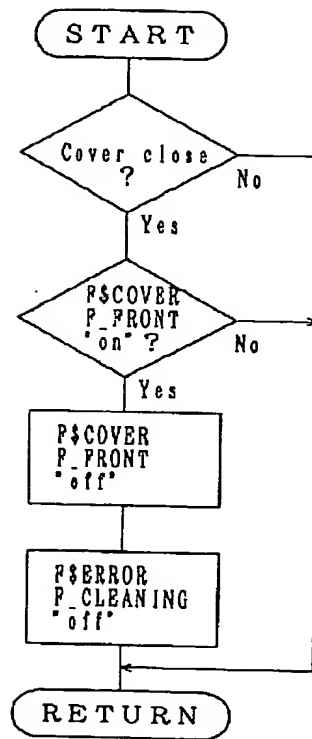 START
Cover close
?
No
Yes
F$COVER
F_FRONT
"on" ?
No
Yes
F$COVER
F_FRONT
"off"
F$ERROR
F_CLEANING
"off"
RETURN